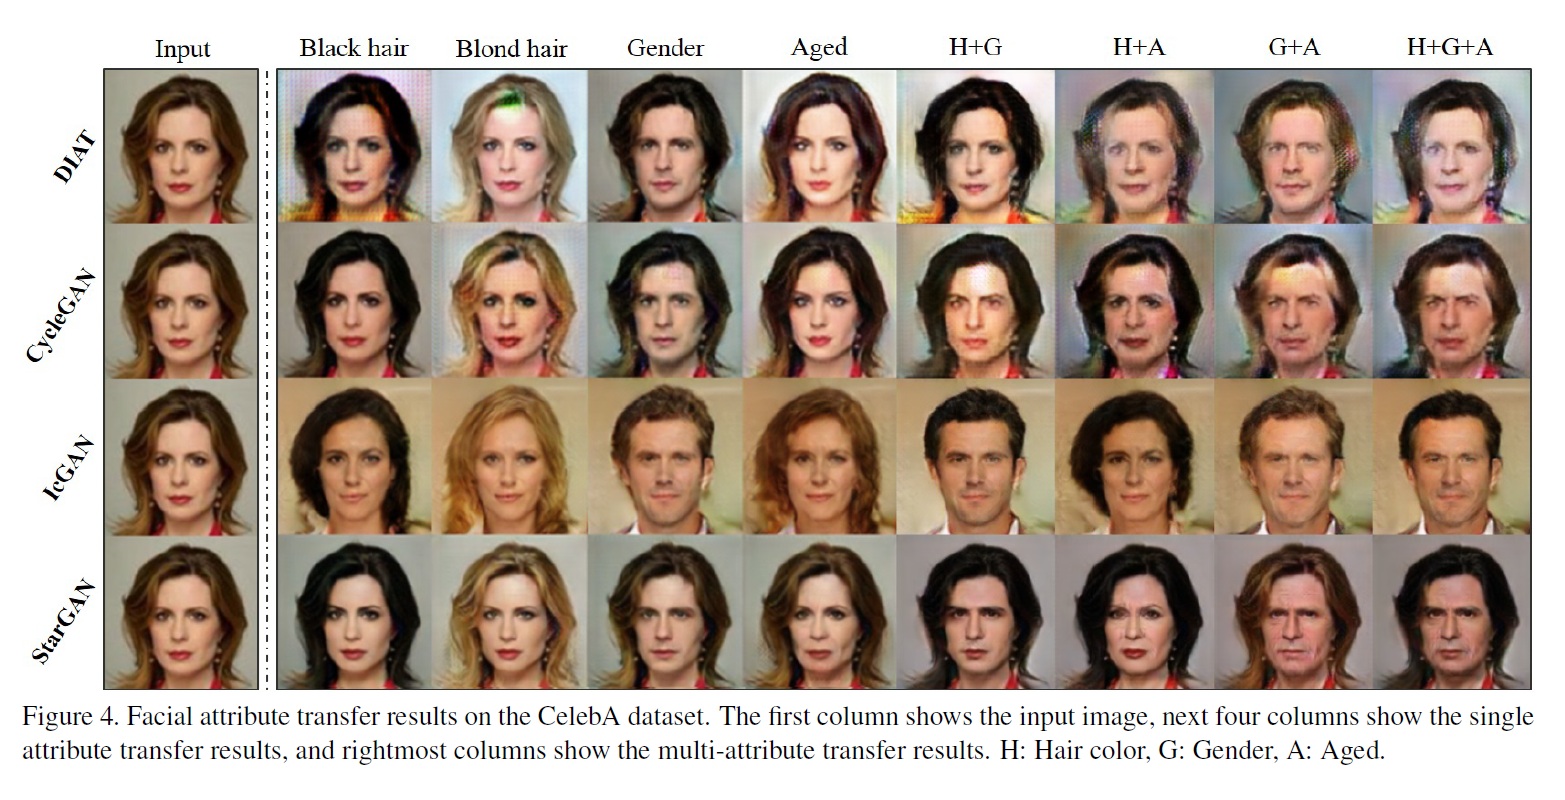 Input Black hair Blond hair Gender Aged H+G H+A G+A H+G+A
DIAT
CycleGAN
IcGAN
StarGAN
Figure 4. Facial attribute transfer results on the CelebA dataset. The first column shows the input image, next four columns show the single
attribute transfer results, and rightmost columns show the multi-attribute transfer results. H: Hair color, G: Gender, A: Aged.